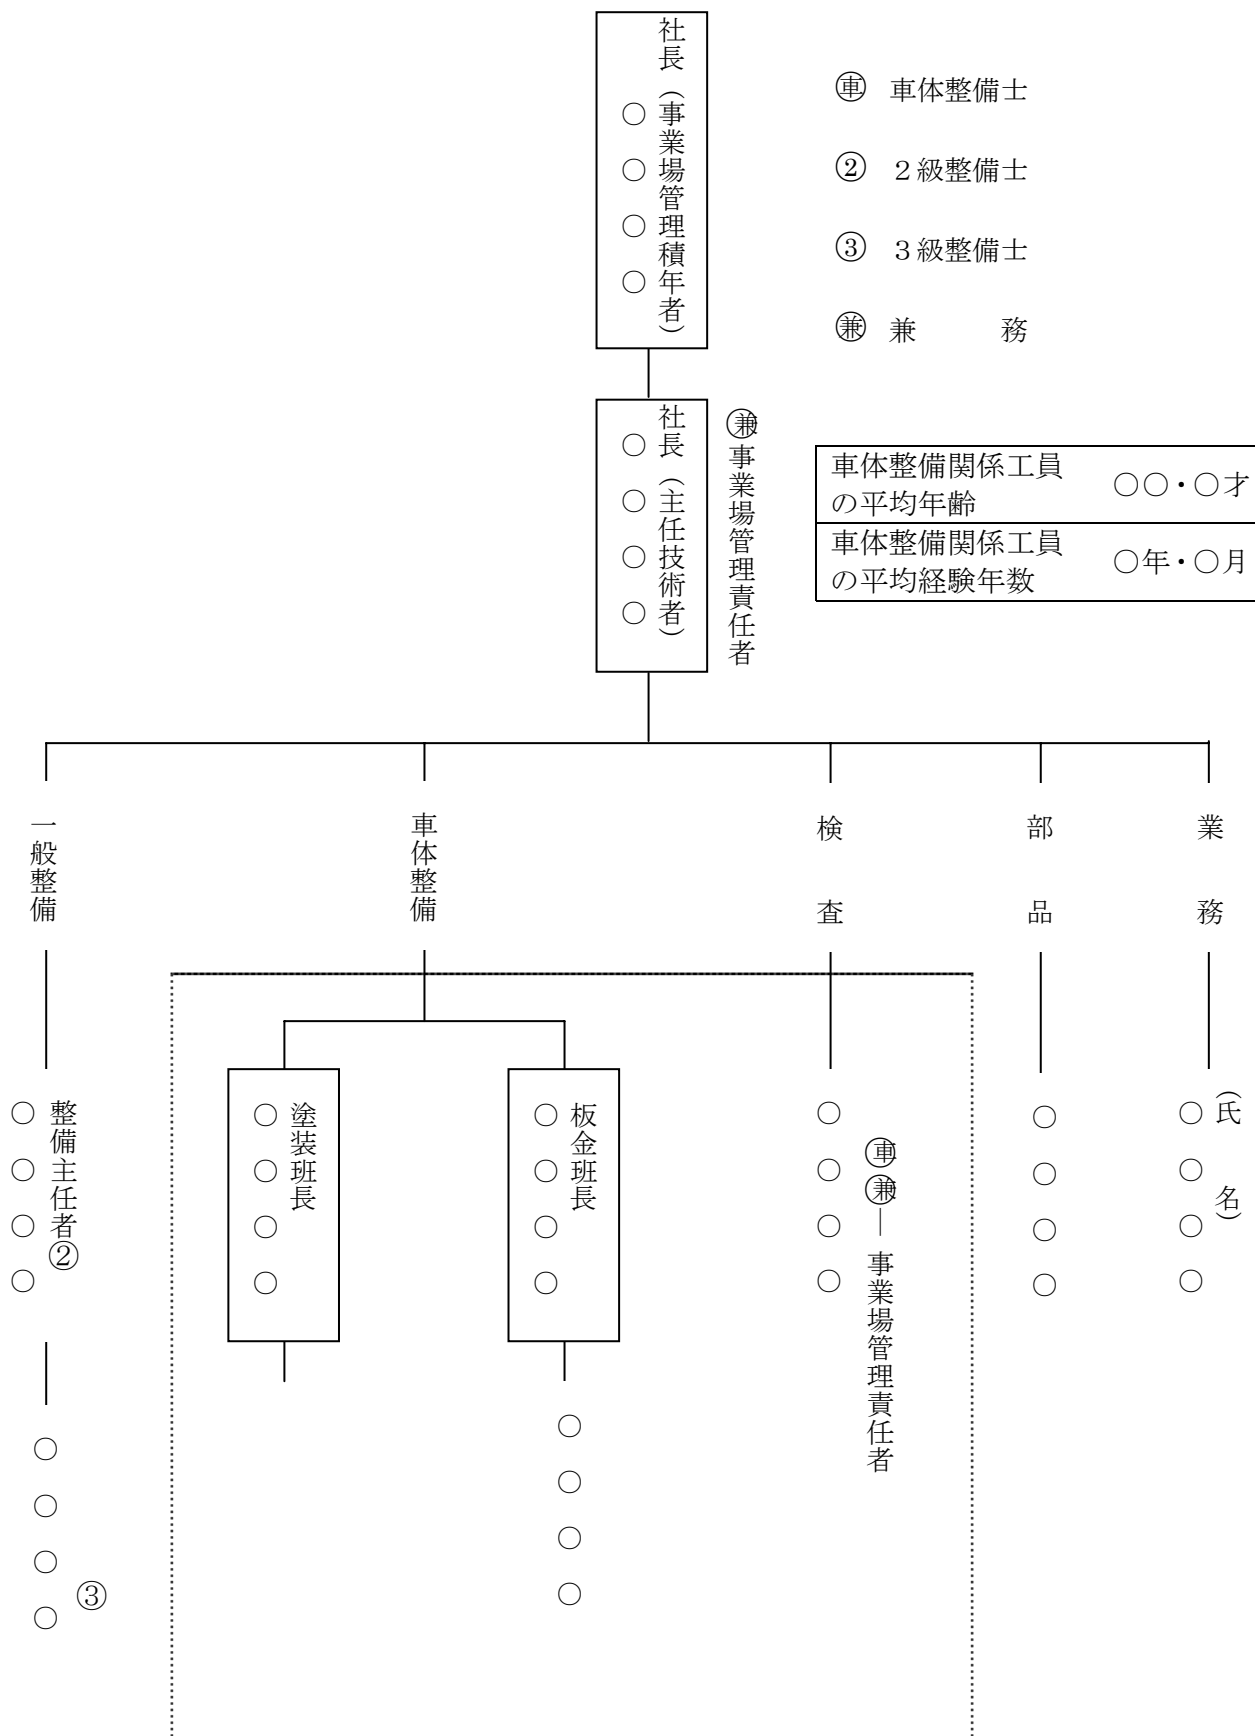 社長(事業場管理積年者)
○○○○
㊞車 車体整備士
② 2級整備士
③ 3級整備士
兼 兼務
社長(主任技術者)
○○○○
兼事業場管理責任者
車体整備関係工員
の平均年齢
○○・○才
車体整備関係工員
の平均経験年数
○年・○月
業務
部品
検査
車体整備
一般整備
(氏名)
○○○○
○○○○
車兼―事業場管理責任者
○○○○
板金班長
○○○○
○○○○
塗装班長
○○○○
整備主任者②
○○○○
③
○○○○